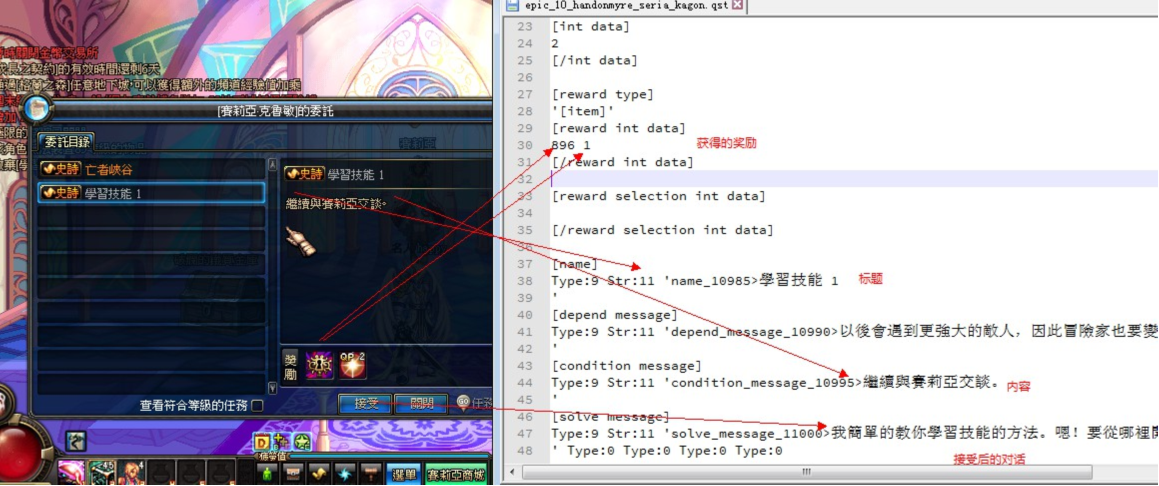 [賽莉亞.克魯敏]的委託
委託目錄
史詩 亡者峽谷
史詩 學習技能 1
史詩 學習技能 1
繼續與賽莉亞交談。
獎勵
QP 2
查看符合等級的任務
接受
關閉
選單
賽莉亞商城
epic_10_handonmyre_seria_kagon.qst
23 [int data]
24 2
25 [/int data]
26
27 [reward type]
28 '[item]'
29 [reward int data]
30 896 1 获得的奖励
31 [/reward int data]
32
33 [reward selection int data]
34
35 [/reward selection int data]
36
37 [name]
38 Type:9 Str:11 'name_10985>學習技能 1 标题
39 '
40 [depend message]
41 Type:9 Str:11 'depend_message_10990>以後會遇到更強大的敵人，因此冒險家也要變
42 '
43 [condition message]
44 Type:9 Str:11 'condition_message_10995>繼續與賽莉亞交談。 内容
45 '
46 [solve message]
47 Type:9 Str:11 'solve_message_11000>我簡單的教你學習技能的方法。嗯！要從哪裡開
48 ' Type:0 Type:0 Type:0 Type:0
接受后的对话